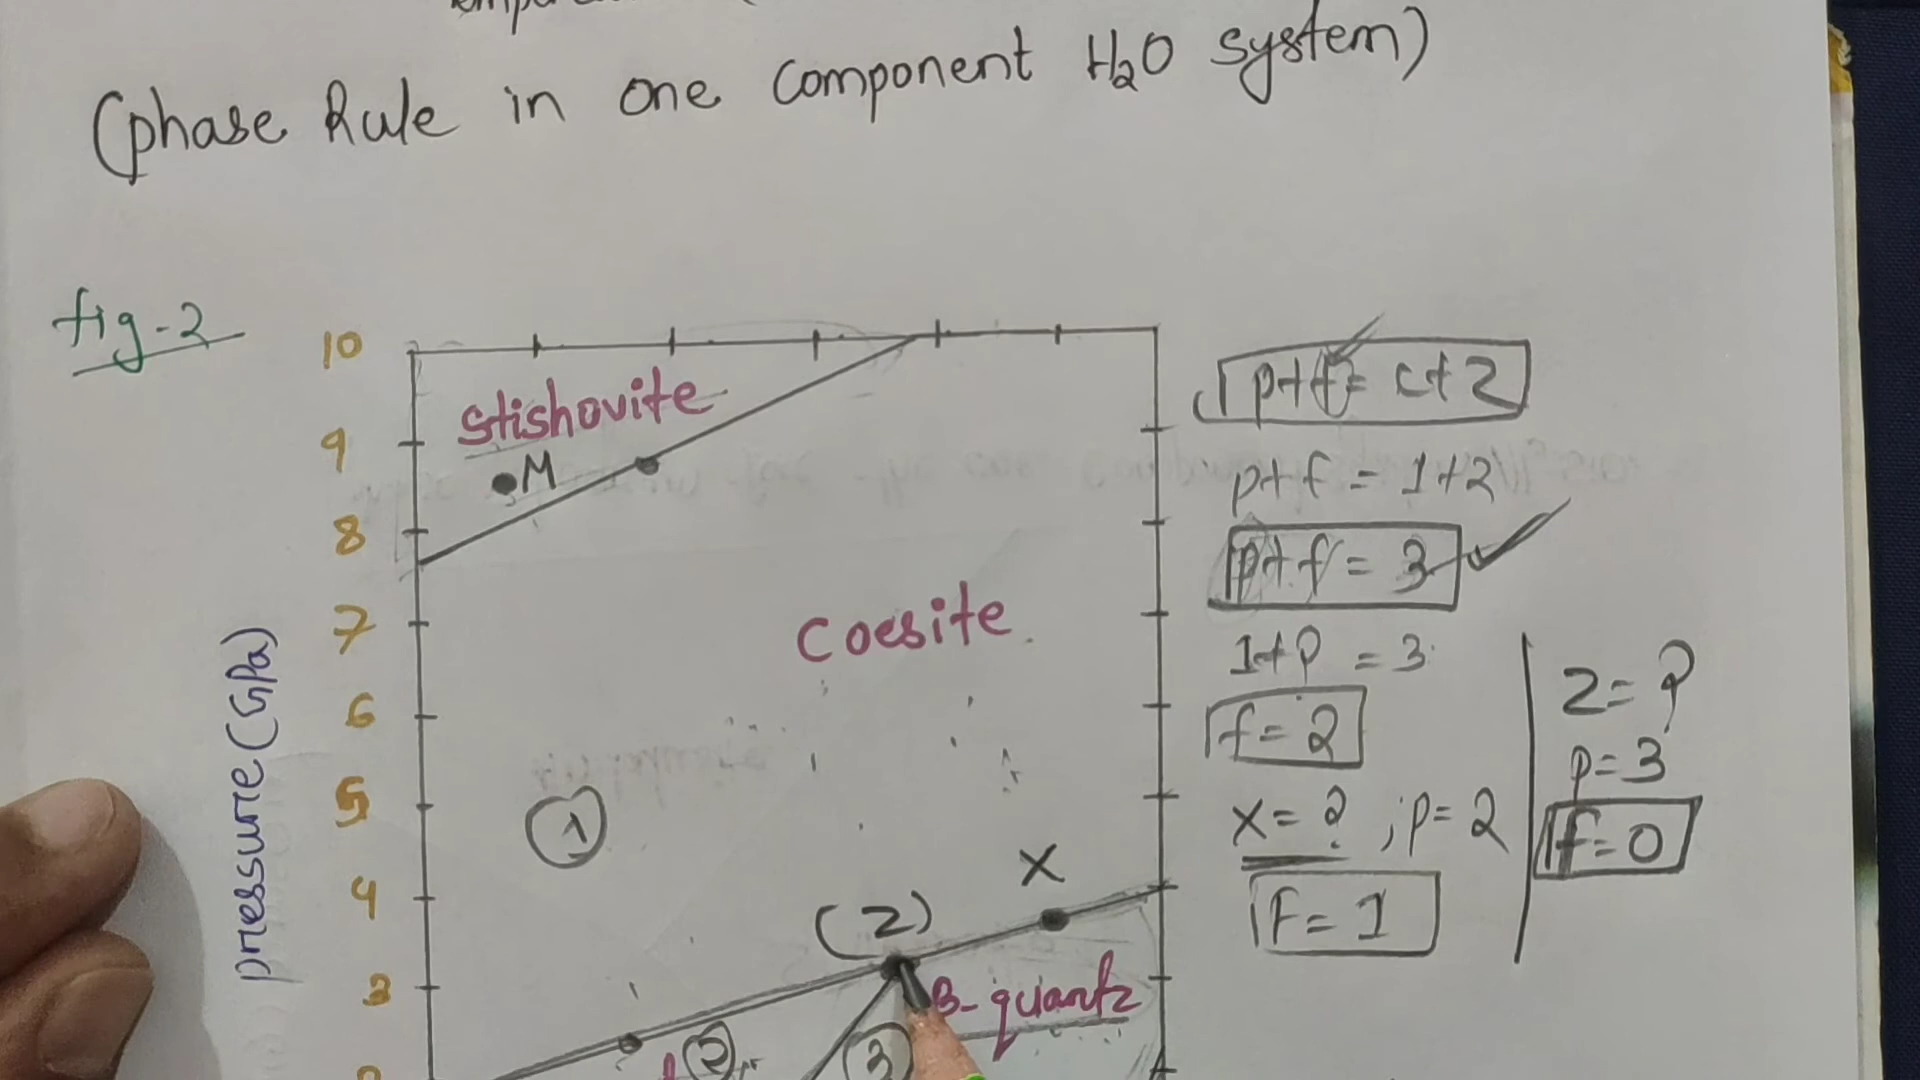 (phase Rule in one component H2O system)
fig-2
10
9
8
7
6
5
4
3
pressure (GPa)
Stishovite
M
Coesite
1
X
(Z)
β-quartz
2
3
p+f = c+2
p+f = 1+2
p+f = 3
1+P = 3
f = 2
x = ? ; p = 2
F = 1
Z = ?
p = 3
F = 0